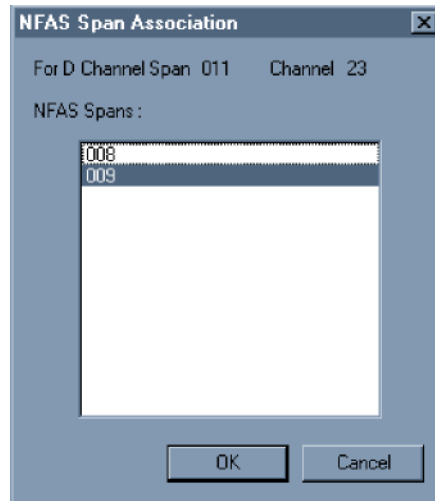 NFAS Span Association
For D Channel Span 011 Channel 23
NFAS Spans :
008
009
OK Cancel